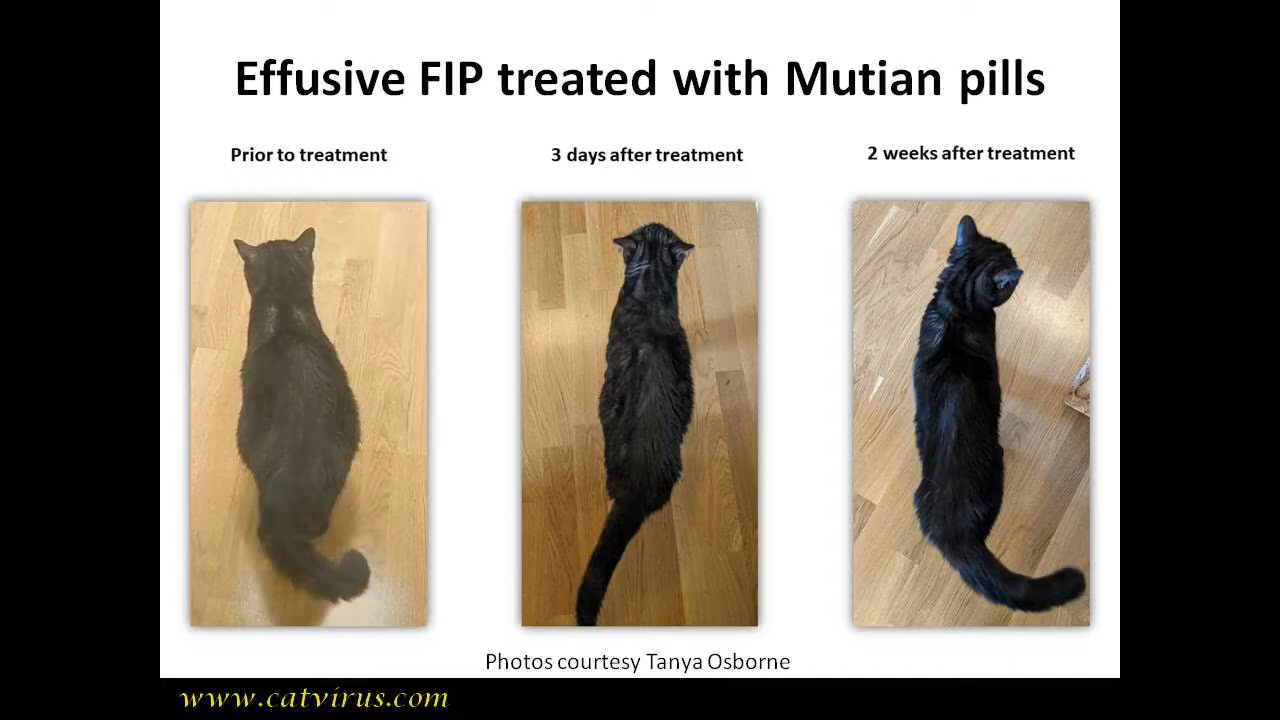 Effusive FIP treated with Mutian pills
Prior to treatment
3 days after treatment
2 weeks after treatment
Photos courtesy Tanya Osborne
www.catvirus.com